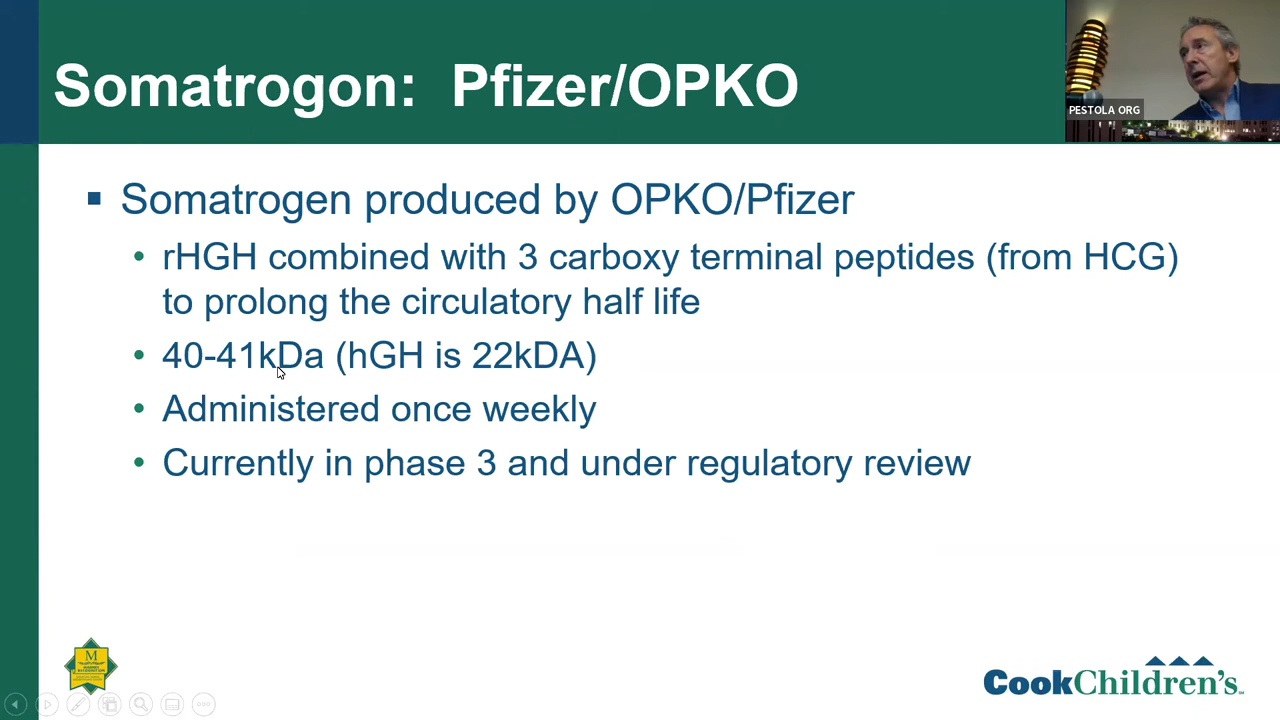 Somatrogon: Pfizer/OPKO
PESTOLA ORG
Somatrogen produced by OPKO/Pfizer
rHGH combined with 3 carboxy terminal peptides (from HCG)
to prolong the circulatory half life
40-41kDa (hGH is 22kDA)
Administered once weekly
Currently in phase 3 and under regulatory review
M
CookChildren's